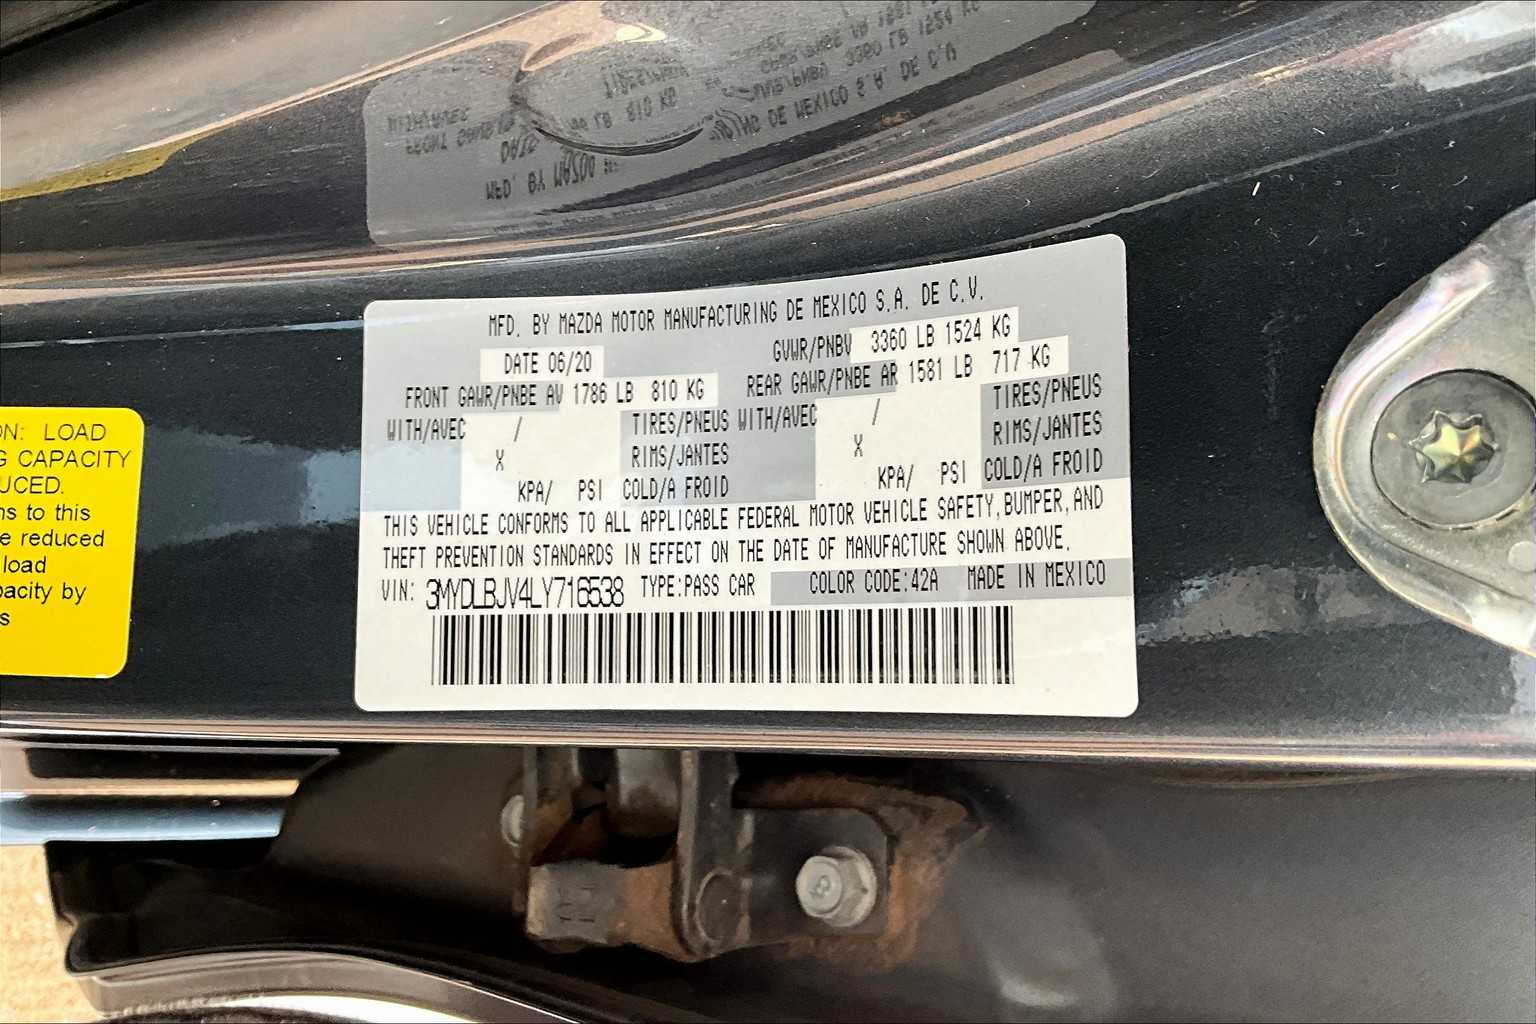 MFD. BY MAZDA MOTOR MANUFACTURING DE MEXICO S.A. DE C.V.
DATE 06/20 GVWR/PNBV 3360 LB 1524 KG
FRONT GAWR/PNBE AV 1786 LB 810 KG REAR GAWR/PNBE AR 1581 LB 717 KG
WITH/AVEC / TIRES/PNEUS WITH/AVEC / TIRES/PNEUS
X RIMS/JANTES X RIMS/JANTES
KPA/ PSI COLD/A FROID KPA/ PSI COLD/A FROID
THIS VEHICLE CONFORMS TO ALL APPLICABLE FEDERAL MOTOR VEHICLE SAFETY, BUMPER, AND
THEFT PREVENTION STANDARDS IN EFFECT ON THE DATE OF MANUFACTURE SHOWN ABOVE.
VIN: 3MYDLBJV4LY716538 TYPE:PASS CAR COLOR CODE:42A MADE IN MEXICO
ON: LOAD
G CAPACITY
UCED.
ns to this
e reduced
load
pacity by
s